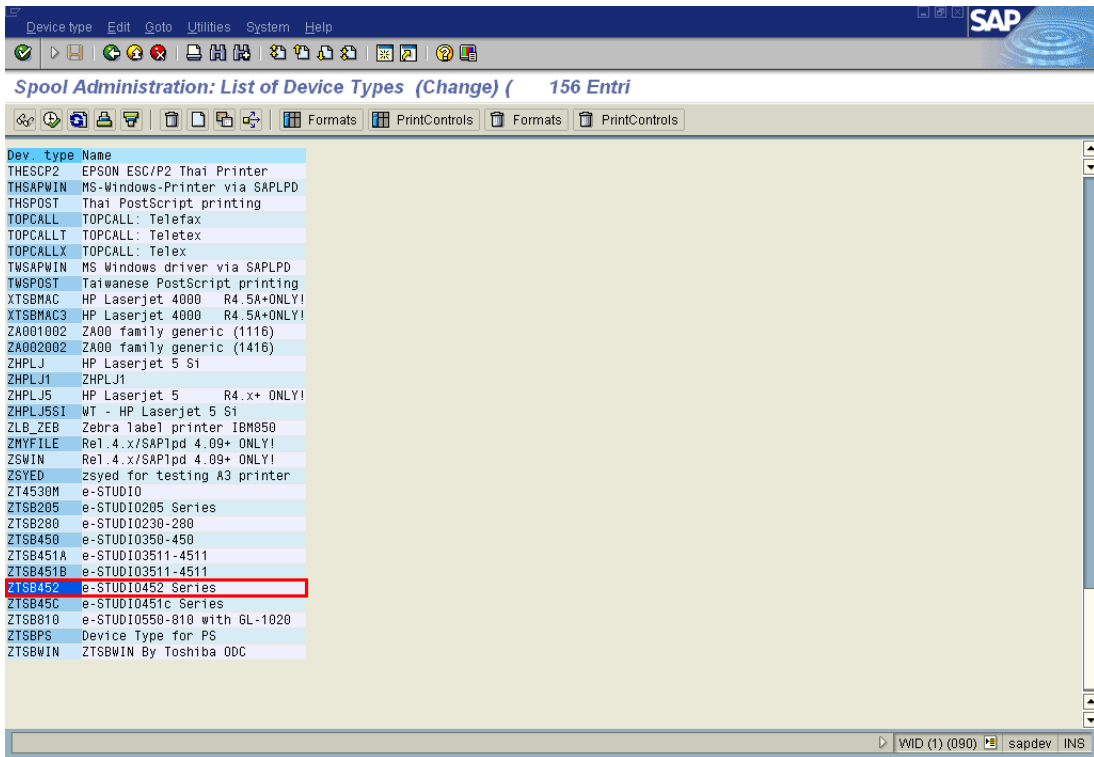 Device type Edit Goto Utilities System Help
SAP
Spool Administration: List of Device Types (Change) ( 156 Entri
Formats PrintControls Formats PrintControls
Dev. type Name
THESCP2 EPSON ESC/P2 Thai Printer
THSAPWIN MS-Windows-Printer via SAPLPD
THSPOST Thai PostScript printing
TOPCALL TOPCALL: Telefax
TOPCALLT TOPCALL: Teletex
TOPCALLX TOPCALL: Telex
TWSAPWIN MS Windows driver via SAPLPD
TWSPOST Taiwanese PostScript printing
XTSBMAC HP Laserjet 4000 R4.5A+ONLY!
XTSBMAC3 HP Laserjet 4000 R4.5A+ONLY!
ZA001002 ZA00 family generic (1116)
ZA002002 ZA00 family generic (1416)
ZHPLJ HP Laserjet 5 Si
ZHPLJ1 ZHPLJ1
ZHPLJ5 HP Laserjet 5 R4.x+ ONLY!
ZHPLJ5SI WT - HP Laserjet 5 Si
ZLB_ZEB Zebra label printer IBM850
ZMYFILE Rel.4.x/SAPlpd 4.09+ ONLY!
ZSWIN Rel.4.x/SAPlpd 4.09+ ONLY!
ZSYED zsyed for testing A3 printer
ZT4530M e-STUDIO
ZTSB205 e-STUDIO205 Series
ZTSB280 e-STUDIO230-280
ZTSB450 e-STUDIO350-450
ZTSB451A e-STUDIO3511-4511
ZTSB451B e-STUDIO3511-4511
ZTSB452 e-STUDIO452 Series
ZTSB45C e-STUDIO451c Series
ZTSB810 e-STUDIO550-810 with GL-1020
ZTSBPS Device Type for PS
ZTSBWIN ZTSBWIN By Toshiba ODC
WID (1) (090) sapdev INS